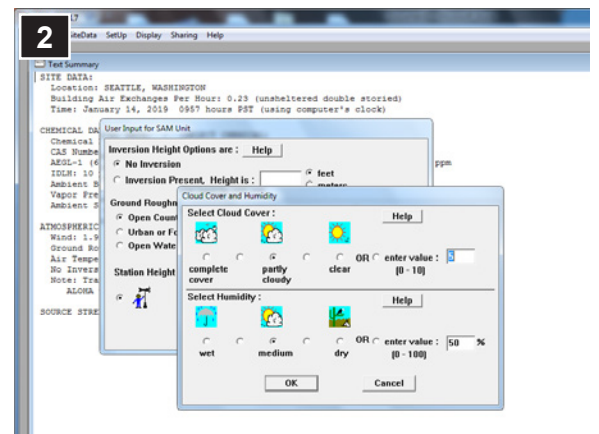 2
SiteData SetUp Display Sharing Help
Text Summary
SITE DATA:
Location: SEATTLE, WASHINGTON
Building Air Exchanges Per Hour: 0.23 (unsheltered double storied)
Time: January 14, 2019 0957 hours PST (using computer's clock)
CHEMICAL DA
Chemical
CAS Numbe
AEGL-1 (6
ppm
IDLH: 10
Ambient B
Vapor Pre
Ambient S
ATMOSPHERIC
Wind: 1.9
Ground Ro
Air Tempe
No Invers
Note: Tra
ALOHA
SOURCE STRE
User Input for SAM Unit
Inversion Height Options are : Help
No Inversion
Inversion Present, Height is :
feet
meters
Ground Roughn
Open Count
Urban or Fo
Open Wate
Station Height
Cloud Cover and Humidity
Select Cloud Cover : Help
OR enter value : 5
complete cover partly cloudy clear (0 - 10)
Select Humidity : Help
OR enter value : 50 %
wet medium dry (0 - 100)
OK Cancel